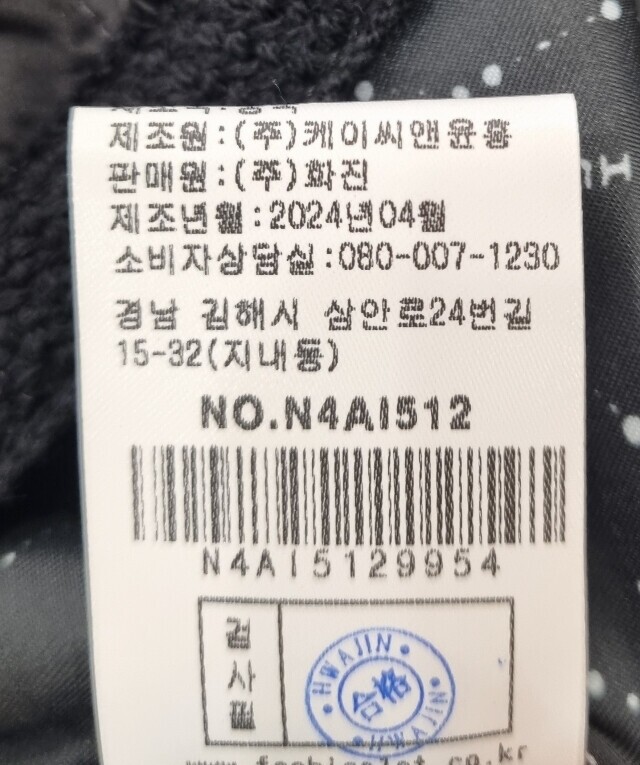 제조원:(주)케이씨앤윤흥
판매원:(주)화진
제조년월:2024년04월
소비자상담실:080-007-1230
경남 김해시 삼안로24번길
15-32(지내동)
NO.N4AI512
N4AI5129954
검
사
필
HWAJIN
合格
HWAJIN